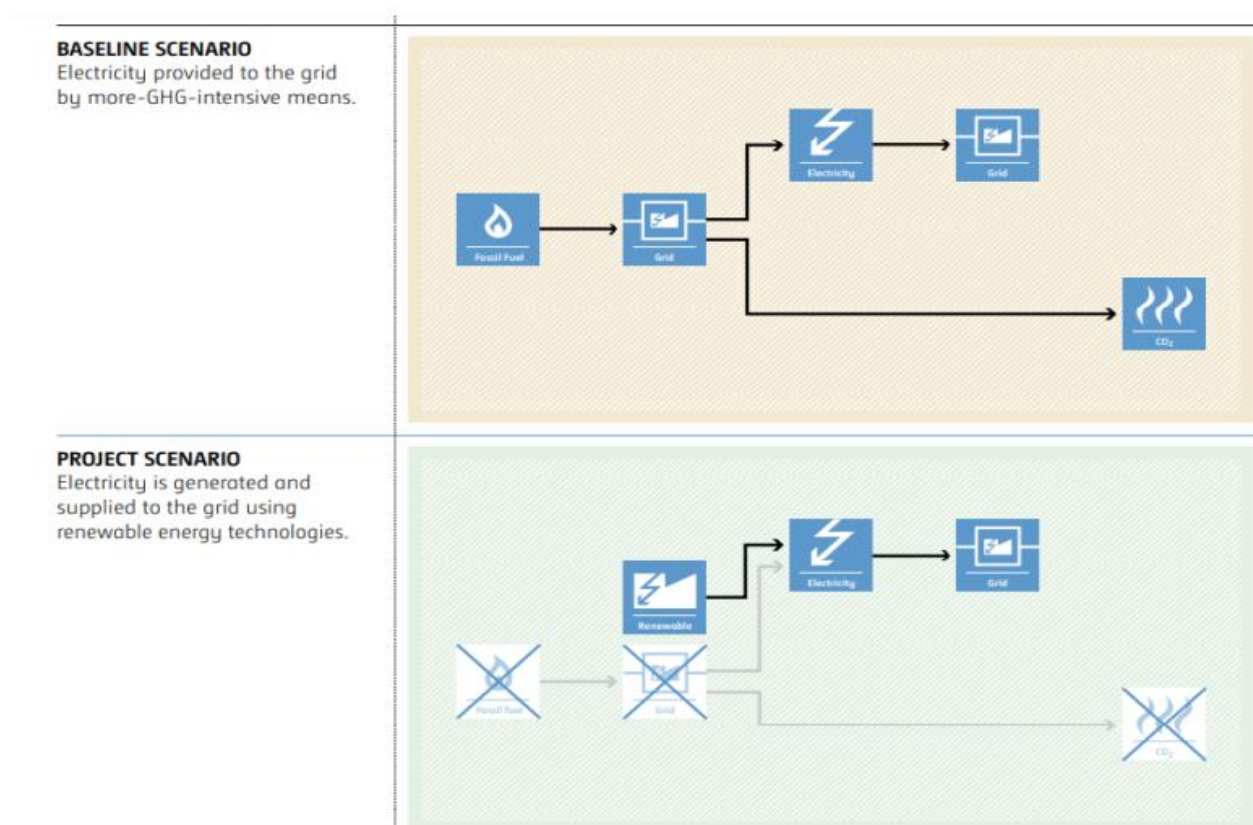 BASELINE SCENARIO
Electricity provided to the grid
by more-GHG-intensive means.
Electricity
Grid
Fossil Fuel
Grid
CO₂
PROJECT SCENARIO
Electricity is generated and
supplied to the grid using
renewable energy technologies.
Electricity
Grid
Renewable
Fossil fuel
Grid
CO₂